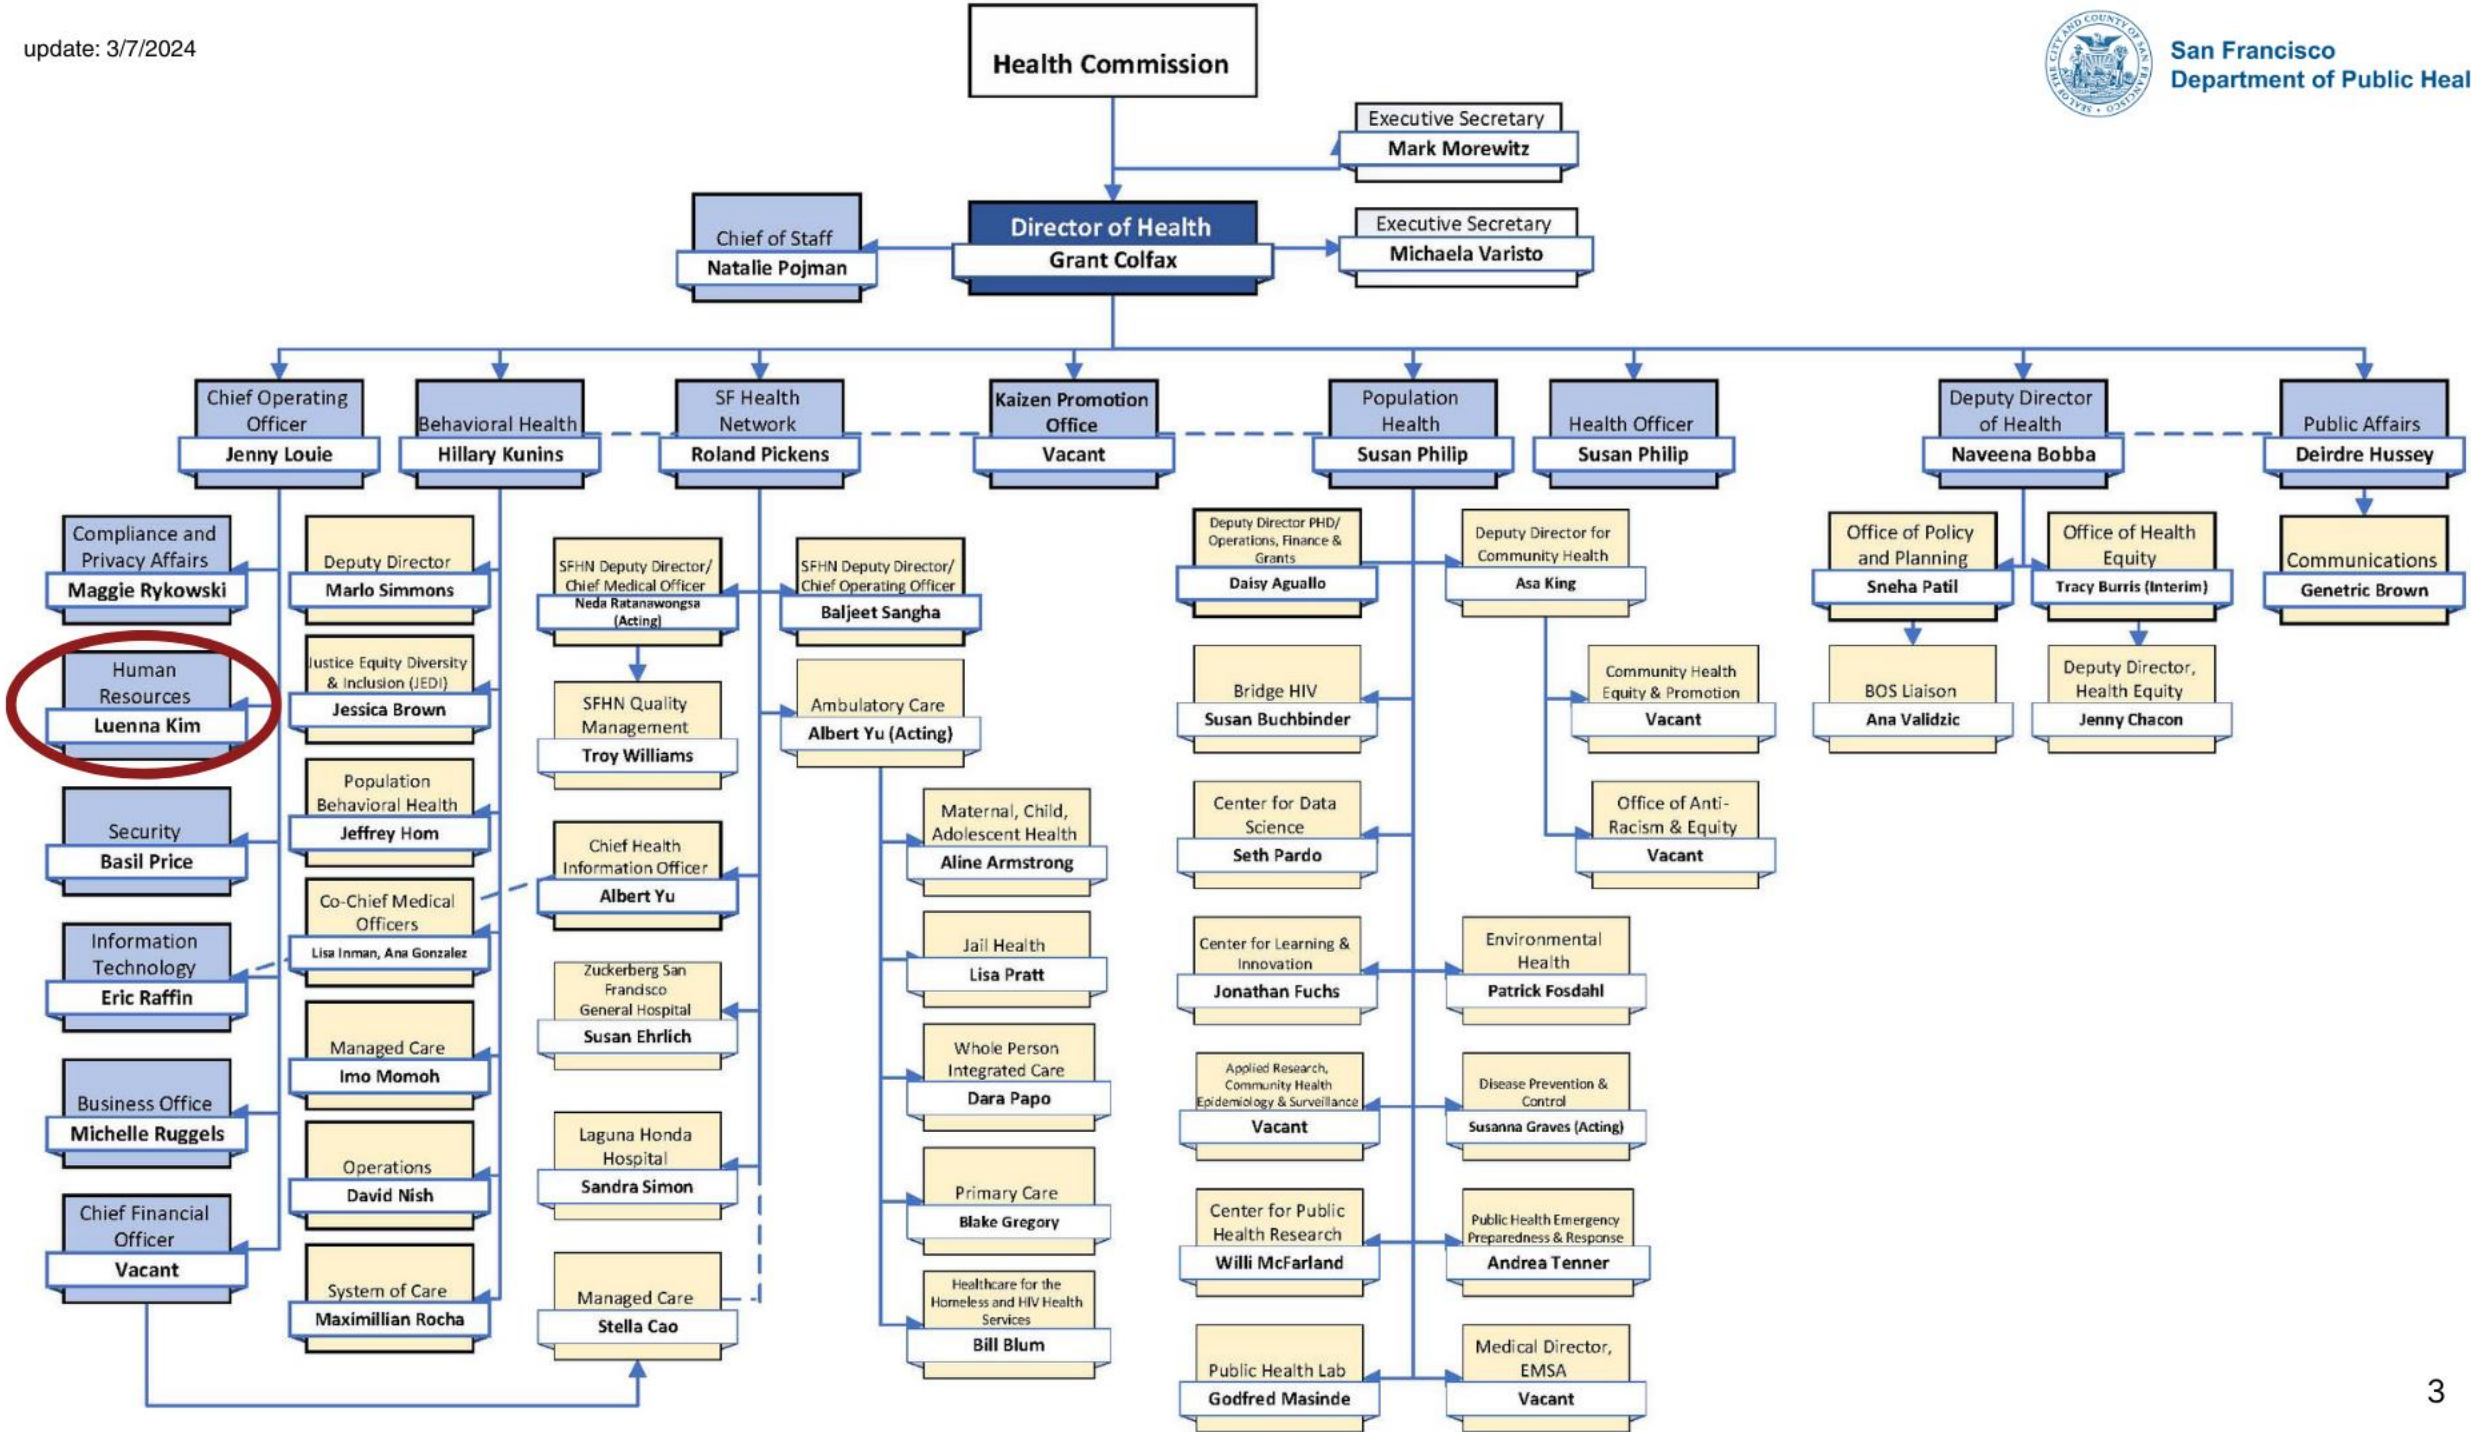 update: 3/7/2024
San Francisco
Department of Public Heal
SEAL OF THE CITY AND COUNTY OF SAN FRANCISCO
Health Commission
Executive Secretary
Mark Morewitz
Chief of Staff
Natalie Pojman
Director of Health
Grant Colfax
Executive Secretary
Michaela Varisto
Chief Operating
Officer
Jenny Louie
Behavioral Health
Hillary Kunins
SF Health
Network
Roland Pickens
Kaizen Promotion
Office
Vacant
Population
Health
Susan Philip
Health Officer
Susan Philip
Deputy Director
of Health
Naveena Bobba
Public Affairs
Deirdre Hussey
Compliance and
Privacy Affairs
Maggie Rykowski
Human
Resources
Luenna Kim
Security
Basil Price
Information
Technology
Eric Raffin
Business Office
Michelle Ruggels
Chief Financial
Officer
Vacant
Deputy Director
Marlo Simmons
Justice Equity Diversity
& Inclusion (JEDI)
Jessica Brown
Population
Behavioral Health
Jeffrey Hom
Co-Chief Medical
Officers
Lisa Inman, Ana Gonzalez
Managed Care
Imo Momoh
Operations
David Nish
System of Care
Maximillian Rocha
SFHN Deputy Director/
Chief Medical Officer
Neda Ratanawongsa
(Acting)
SFHN Quality
Management
Troy Williams
Chief Health
Information Officer
Albert Yu
Zuckerberg San
Francisco
General Hospital
Susan Ehrlich
Laguna Honda
Hospital
Sandra Simon
Managed Care
Stella Cao
SFHN Deputy Director/
Chief Operating Officer
Baljeet Sangha
Ambulatory Care
Albert Yu (Acting)
Maternal, Child,
Adolescent Health
Aline Armstrong
Jail Health
Lisa Pratt
Whole Person
Integrated Care
Dara Papo
Primary Care
Blake Gregory
Healthcare for the
Homeless and HIV Health
Services
Bill Blum
Deputy Director PHD/
Operations, Finance &
Grants
Daisy Aguallo
Bridge HIV
Susan Buchbinder
Center for Data
Science
Seth Pardo
Center for Learning &
Innovation
Jonathan Fuchs
Applied Research,
Community Health
Epidemiology & Surveillance
Vacant
Center for Public
Health Research
Willi McFarland
Public Health Lab
Godfred Masinde
Deputy Director for
Community Health
Asa King
Community Health
Equity & Promotion
Vacant
Office of Anti-
Racism & Equity
Vacant
Environmental
Health
Patrick Fosdahl
Disease Prevention &
Control
Susanna Graves (Acting)
Public Health Emergency
Preparedness & Response
Andrea Tenner
Medical Director,
EMSA
Vacant
Office of Policy
and Planning
Sneha Patil
BOS Liaison
Ana Validzic
Office of Health
Equity
Tracy Burris (Interim)
Deputy Director,
Health Equity
Jenny Chacon
Communications
Genetric Brown
3